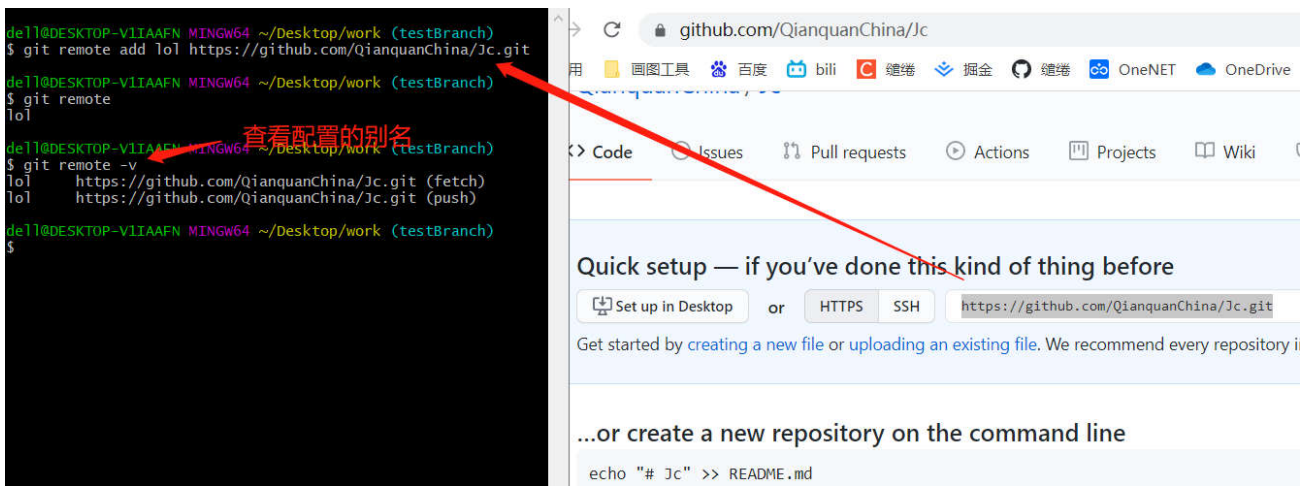 dell@DESKTOP-V1IAAFN MINGW64 ~/Desktop/work (testBranch)
$ git remote add lol https://github.com/QianquanChina/Jc.git
dell@DESKTOP-V1IAAFN MINGW64 ~/Desktop/work (testBranch)
$ git remote
lol
查看配置的别名
dell@DESKTOP-V1IAAFN MINGW64 ~/Desktop/work (testBranch)
$ git remote -v
lol https://github.com/QianquanChina/Jc.git (fetch)
lol https://github.com/QianquanChina/Jc.git (push)
dell@DESKTOP-V1IAAFN MINGW64 ~/Desktop/work (testBranch)
$
github.com/QianquanChina/Jc
用 画图工具 百度 bili 缱绻 掘金 缱绻 OneNET OneDrive
QianquanChina / Jc
Code Issues Pull requests Actions Projects Wiki
Quick setup — if you've done this kind of thing before
Set up in Desktop or HTTPS SSH https://github.com/QianquanChina/Jc.git
Get started by creating a new file or uploading an existing file. We recommend every repository
...or create a new repository on the command line
echo "# Jc" >> README.md